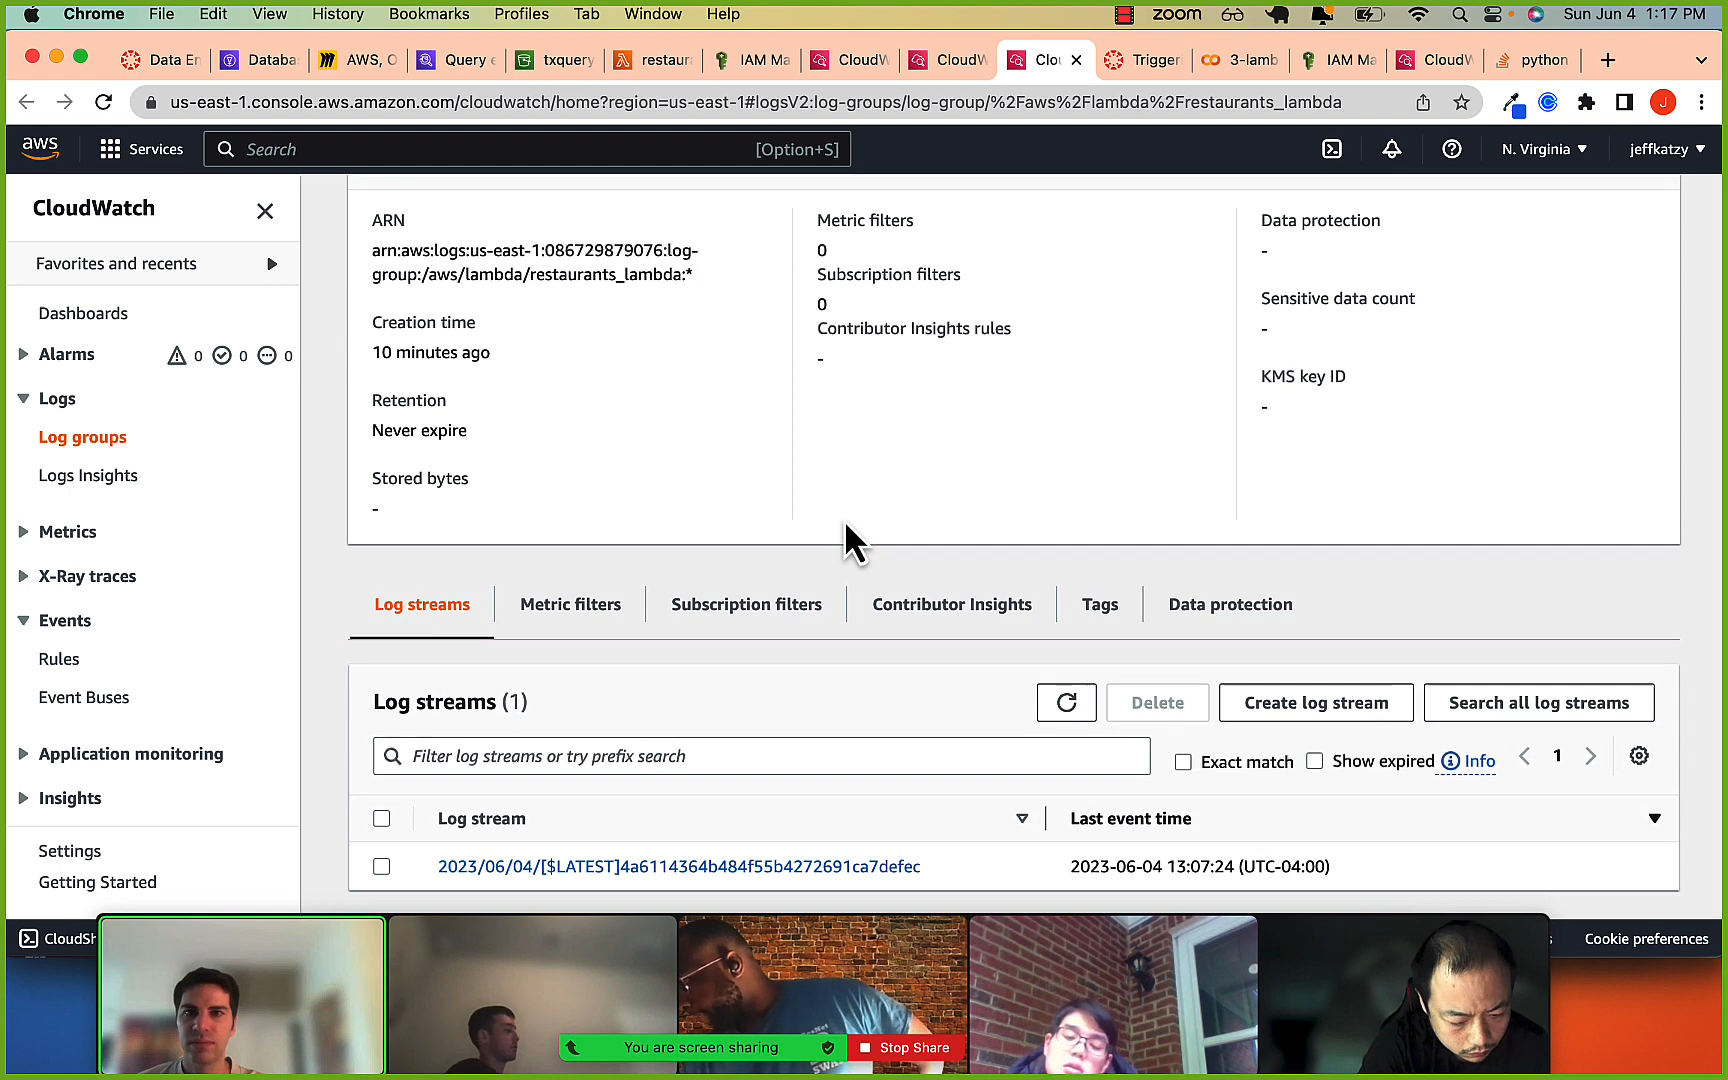 Chrome File Edit View History Bookmarks Profiles Tab Window Help zoom Sun Jun 4 1:17 PM
Data En Databa AWS, O Query e txquery restaur IAM Ma CloudW CloudW Clo Trigger 3-lamb IAM Ma CloudW python
us-east-1.console.aws.amazon.com/cloudwatch/home?region=us-east-1#logsV2:log-groups/log-group/%2Faws%2Flambda%2Frestaurants_lambda J
aws Services Search [Option+S] N. Virginia jeffkatzy
CloudWatch
Favorites and recents
Dashboards
Alarms 0 0 0
Logs
Log groups
Logs Insights
Metrics
X-Ray traces
Events
Rules
Event Buses
Application monitoring
Insights
Settings
Getting Started
ARN
arn:aws:logs:us-east-1:086729879076:log-
group:/aws/lambda/restaurants_lambda:*
Creation time
10 minutes ago
Retention
Never expire
Stored bytes
-
Metric filters
0
Subscription filters
0
Contributor Insights rules
-
Data protection
-
Sensitive data count
-
KMS key ID
-
Log streams Metric filters Subscription filters Contributor Insights Tags Data protection
Log streams (1) Delete Create log stream Search all log streams
Filter log streams or try prefix search Exact match Show expired Info 1
Log stream Last event time
2023/06/04/[$LATEST]4a6114364b484f55b4272691ca7defec 2023-06-04 13:07:24 (UTC-04:00)
CloudSh Cookie preferences
You are screen sharing Stop Share